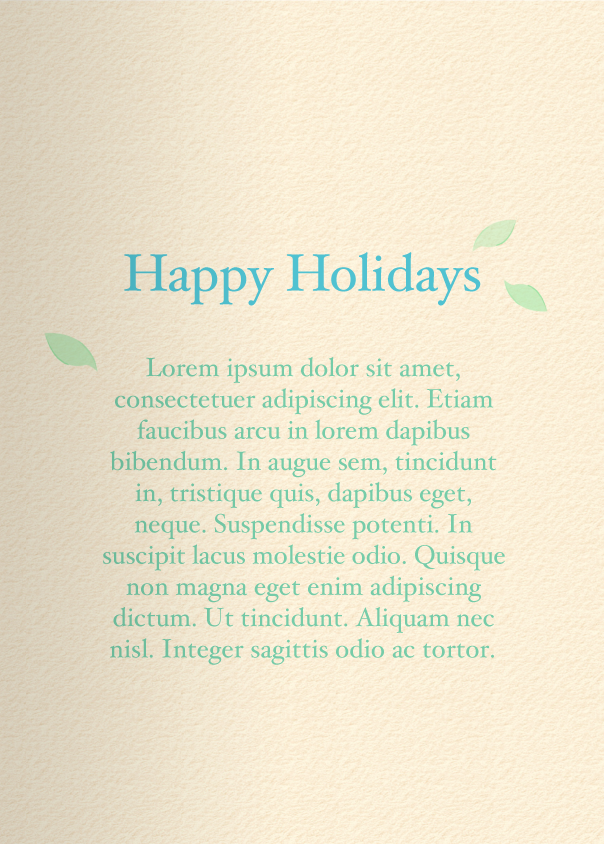 Happy Holidays
Lorem ipsum dolor sit amet,
consectetuer adipiscing elit. Etiam
faucibus arcu in lorem dapibus
bibendum. In augue sem, tincidunt
in, tristique quis, dapibus eget,
neque. Suspendisse potenti. In
suscipit lacus molestie odio. Quisque
non magna eget enim adipiscing
dictum. Ut tincidunt. Aliquam nec
nisl. Integer sagittis odio ac tortor.